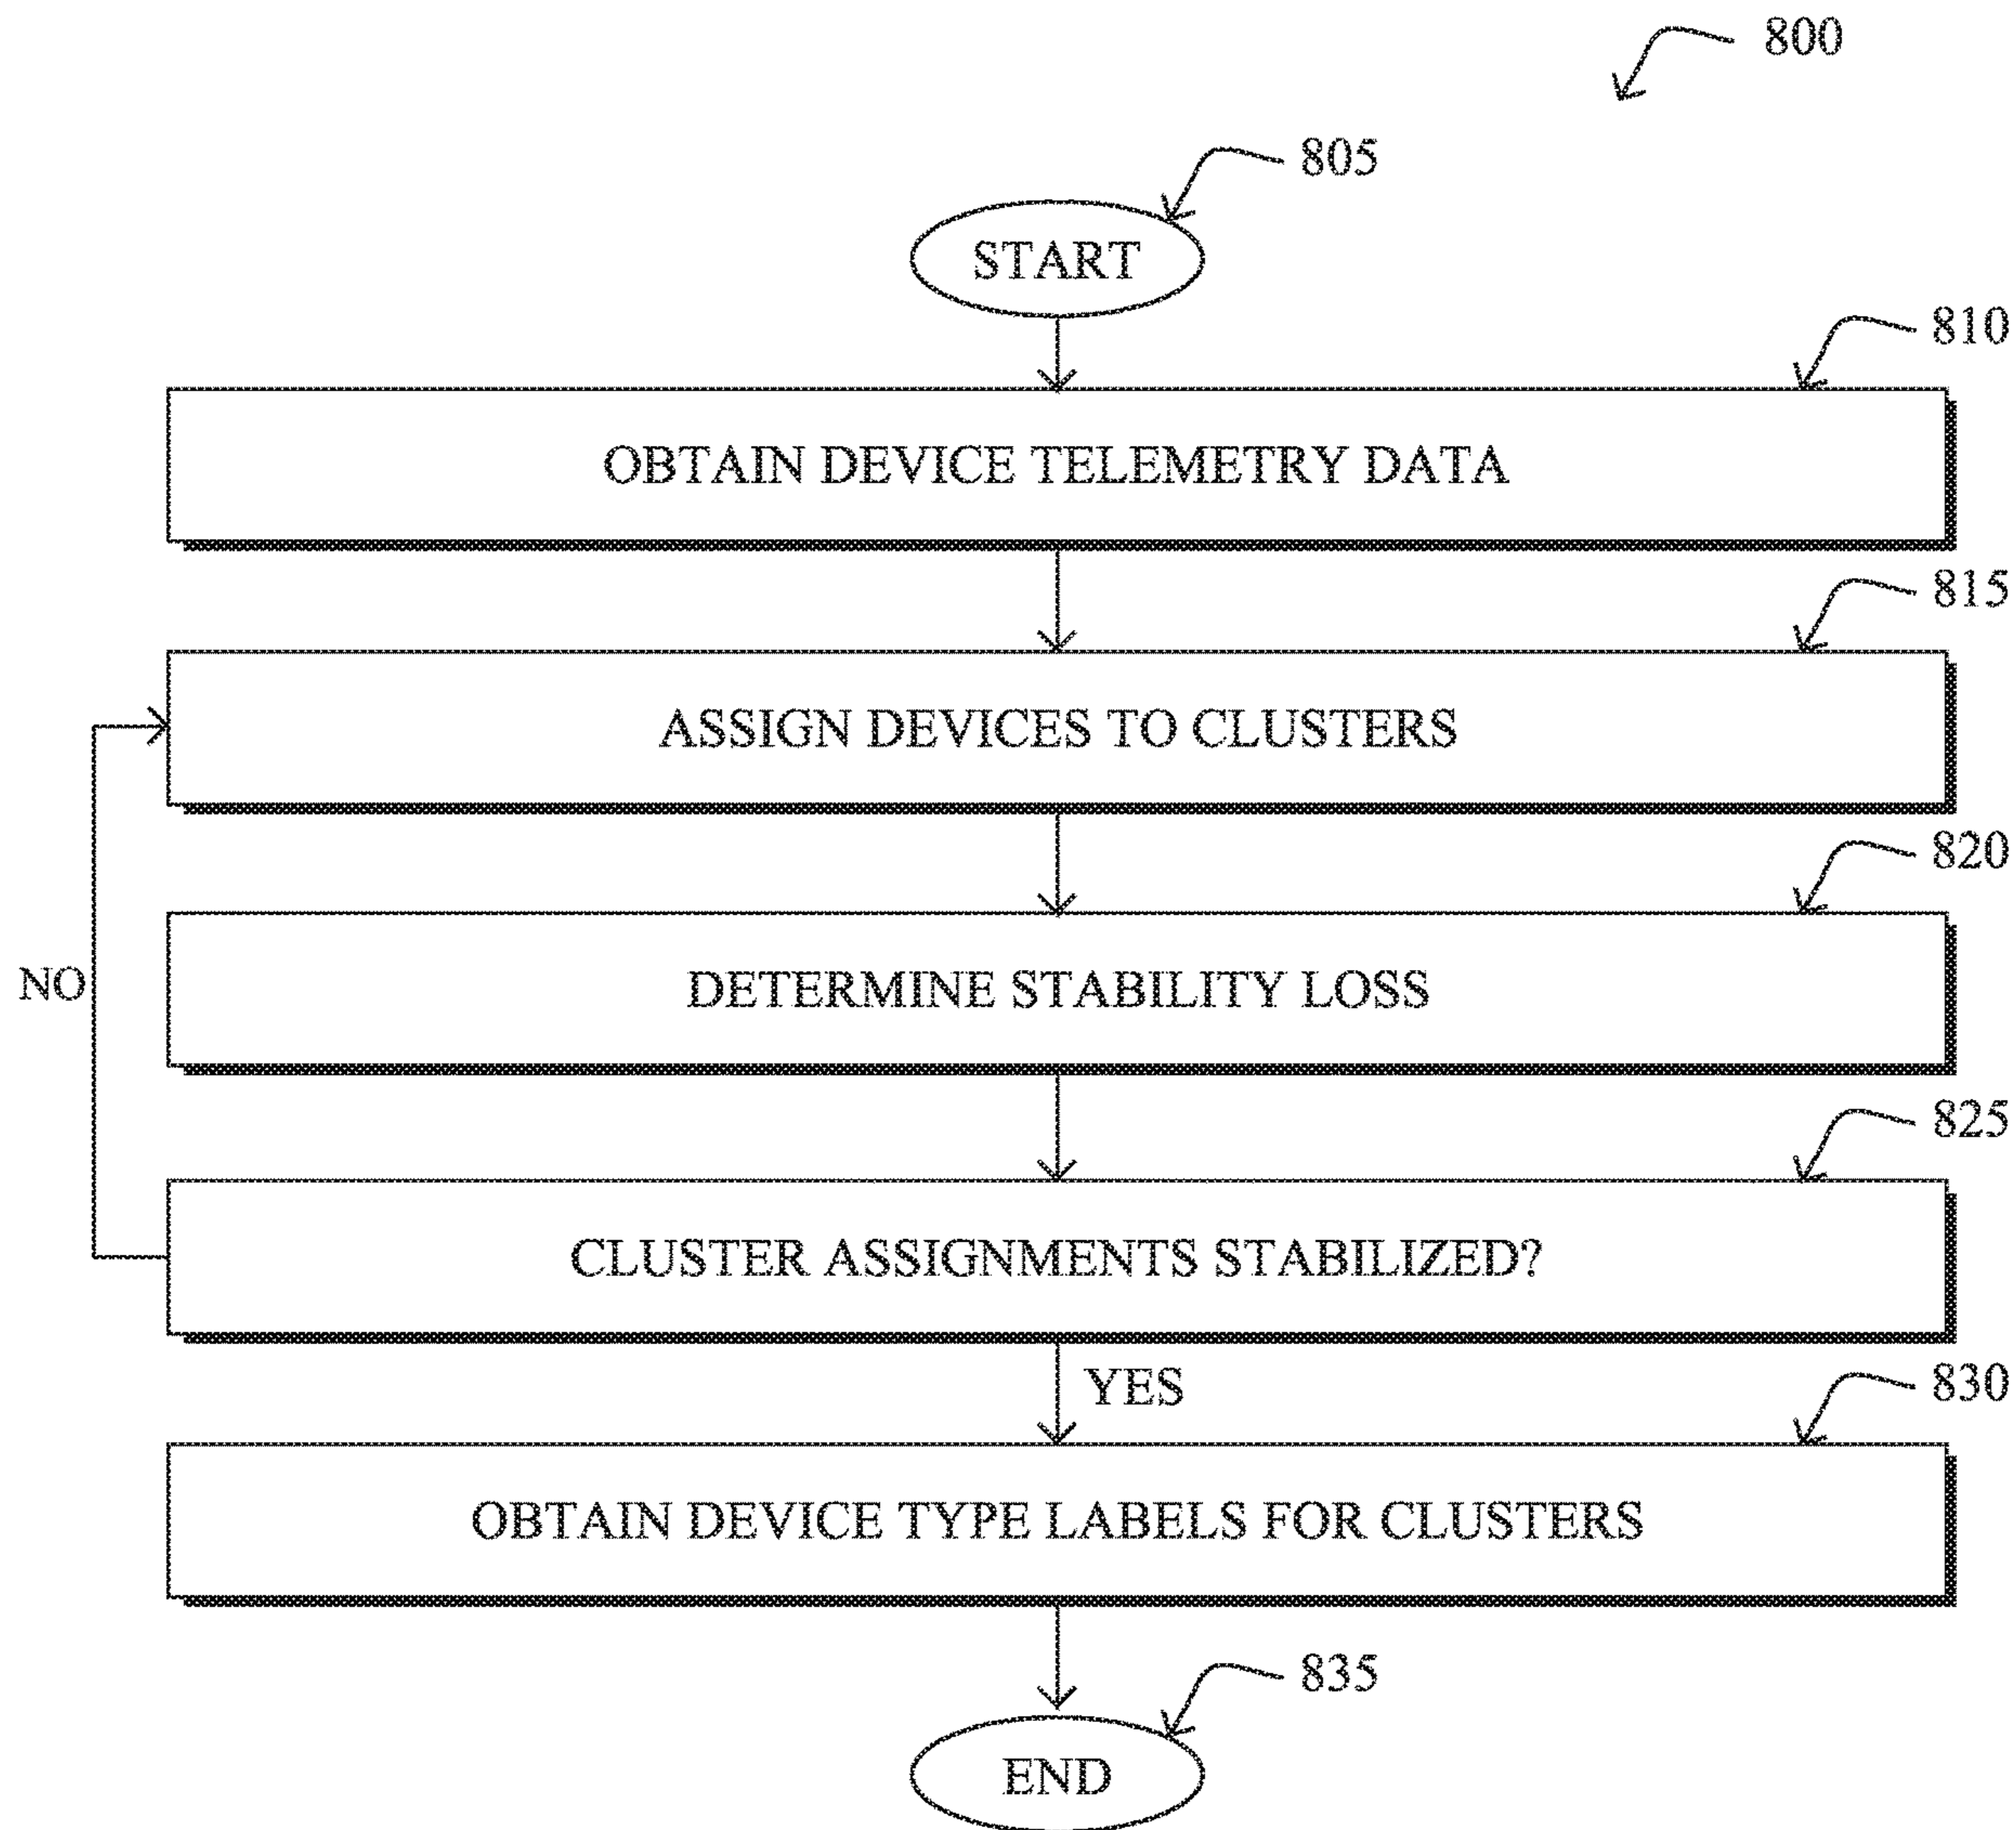 800
805
START
810
OBTAIN DEVICE TELEMETRY DATA
815
ASSIGN DEVICES TO CLUSTERS
820
DETERMINE STABILITY LOSS
NO
825
CLUSTER ASSIGNMENTS STABILIZED?
YES
830
OBTAIN DEVICE TYPE LABELS FOR CLUSTERS
835
END